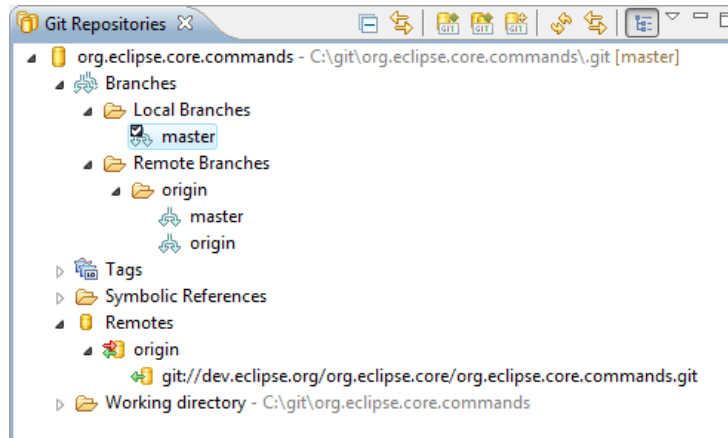 Git Repositories
org.eclipse.core.commands - C:\git\org.eclipse.core.commands\.git [master]
Branches
Local Branches
master
Remote Branches
origin
master
origin
Tags
Symbolic References
Remotes
origin
git://dev.eclipse.org/org.eclipse.core/org.eclipse.core.commands.git
Working directory - C:\git\org.eclipse.core.commands